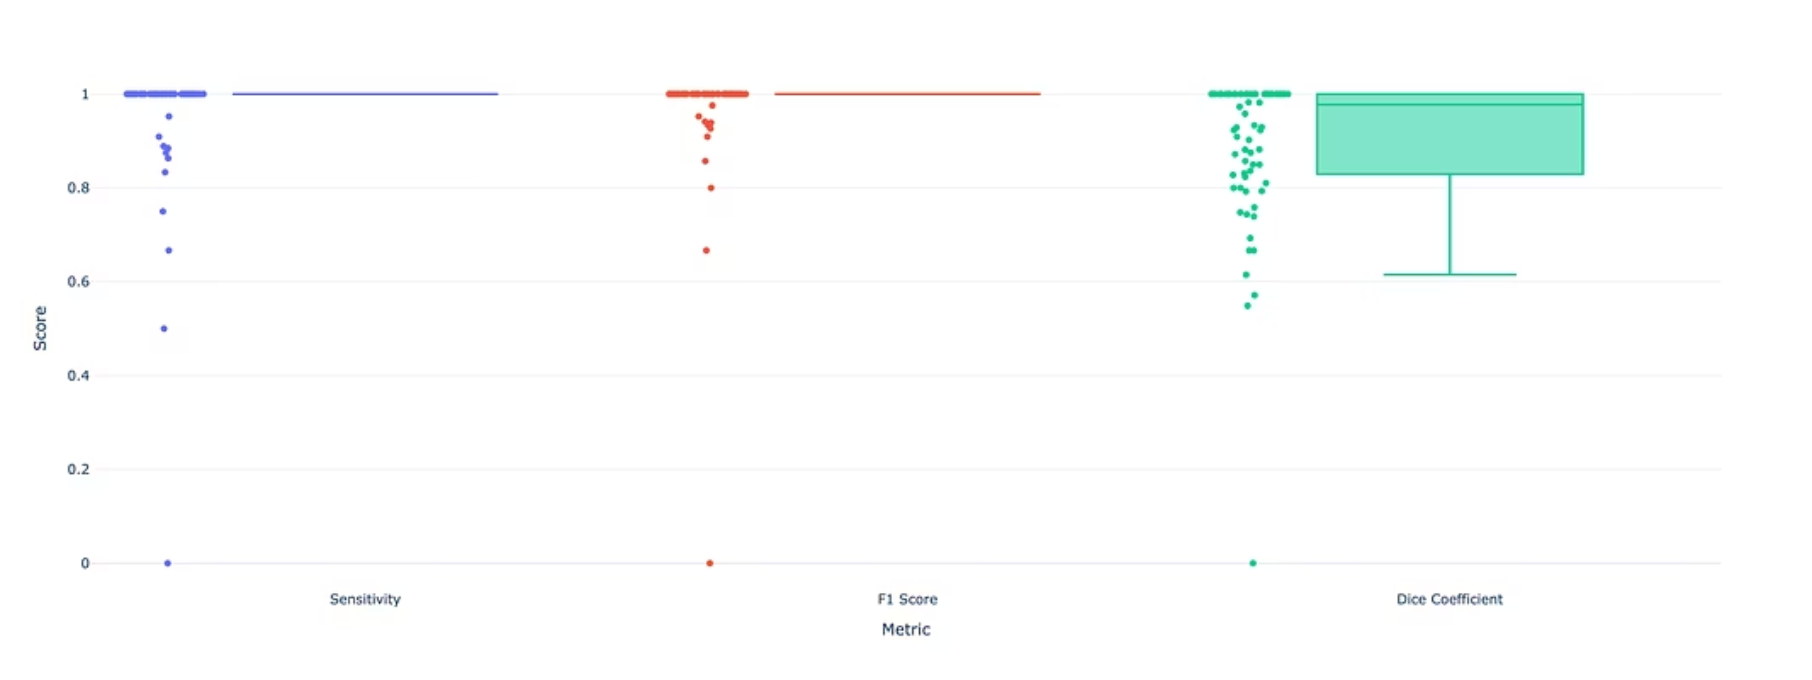 1
0.8
0.6
0.4
0.2
0
Score
Sensitivity
F1 Score
Dice Coefficient
Metric